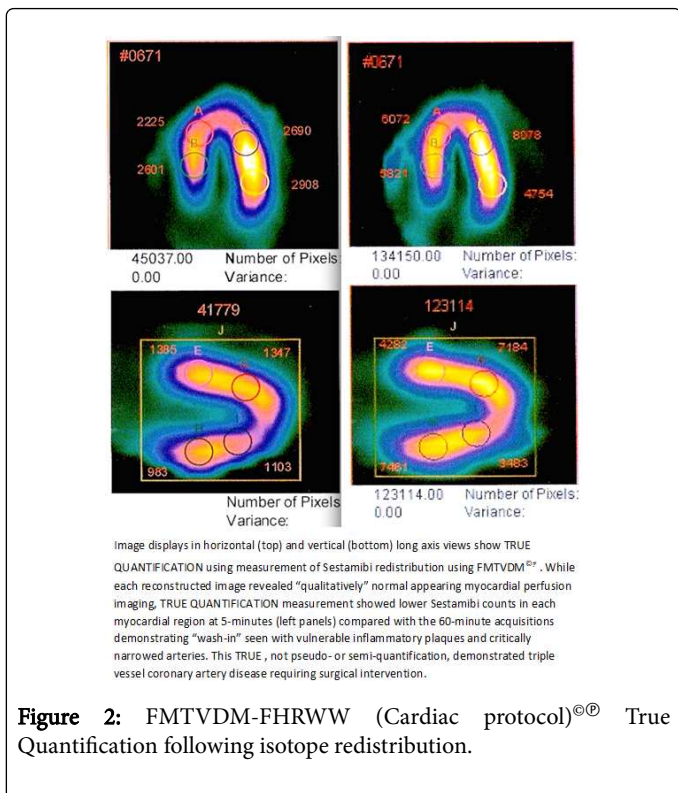 #0671
#0671
A
C
2225
2690
B
2601
2908
A
C
6072
8078
B
5821
4754
45037.00 Number of Pixels:
0.00 Variance:
134150.00 Number of Pixels:
0.00 Variance:
41779
J
1385
E
1347
983
1103
123114
J
4282
E
7184
7461
3483
Number of Pixels:
Variance:
123114.00 Number of Pixels:
0.00 Variance:
Image displays in horizontal (top) and vertical (bottom) long axis views show TRUE
QUANTIFICATION using measurement of Sestamibi redistribution using FMTVDM©℗ . While
each reconstructed image revealed “qualitatively” normal appearing myocardial perfusion
imaging, TRUE QUANTIFICATION measurement showed lower Sestamibi counts in each
myocardial region at 5-minutes (left panels) compared with the 60-minute acquisitions
demonstrating “wash-in” seen with vulnerable inflammatory plaques and critically
narrowed arteries. This TRUE , not pseudo- or semi-quantification, demonstrated triple
vessel coronary artery disease requiring surgical intervention.
Figure 2: FMTVDM-FHRWW (Cardiac protocol)©℗ True
Quantification following isotope redistribution.